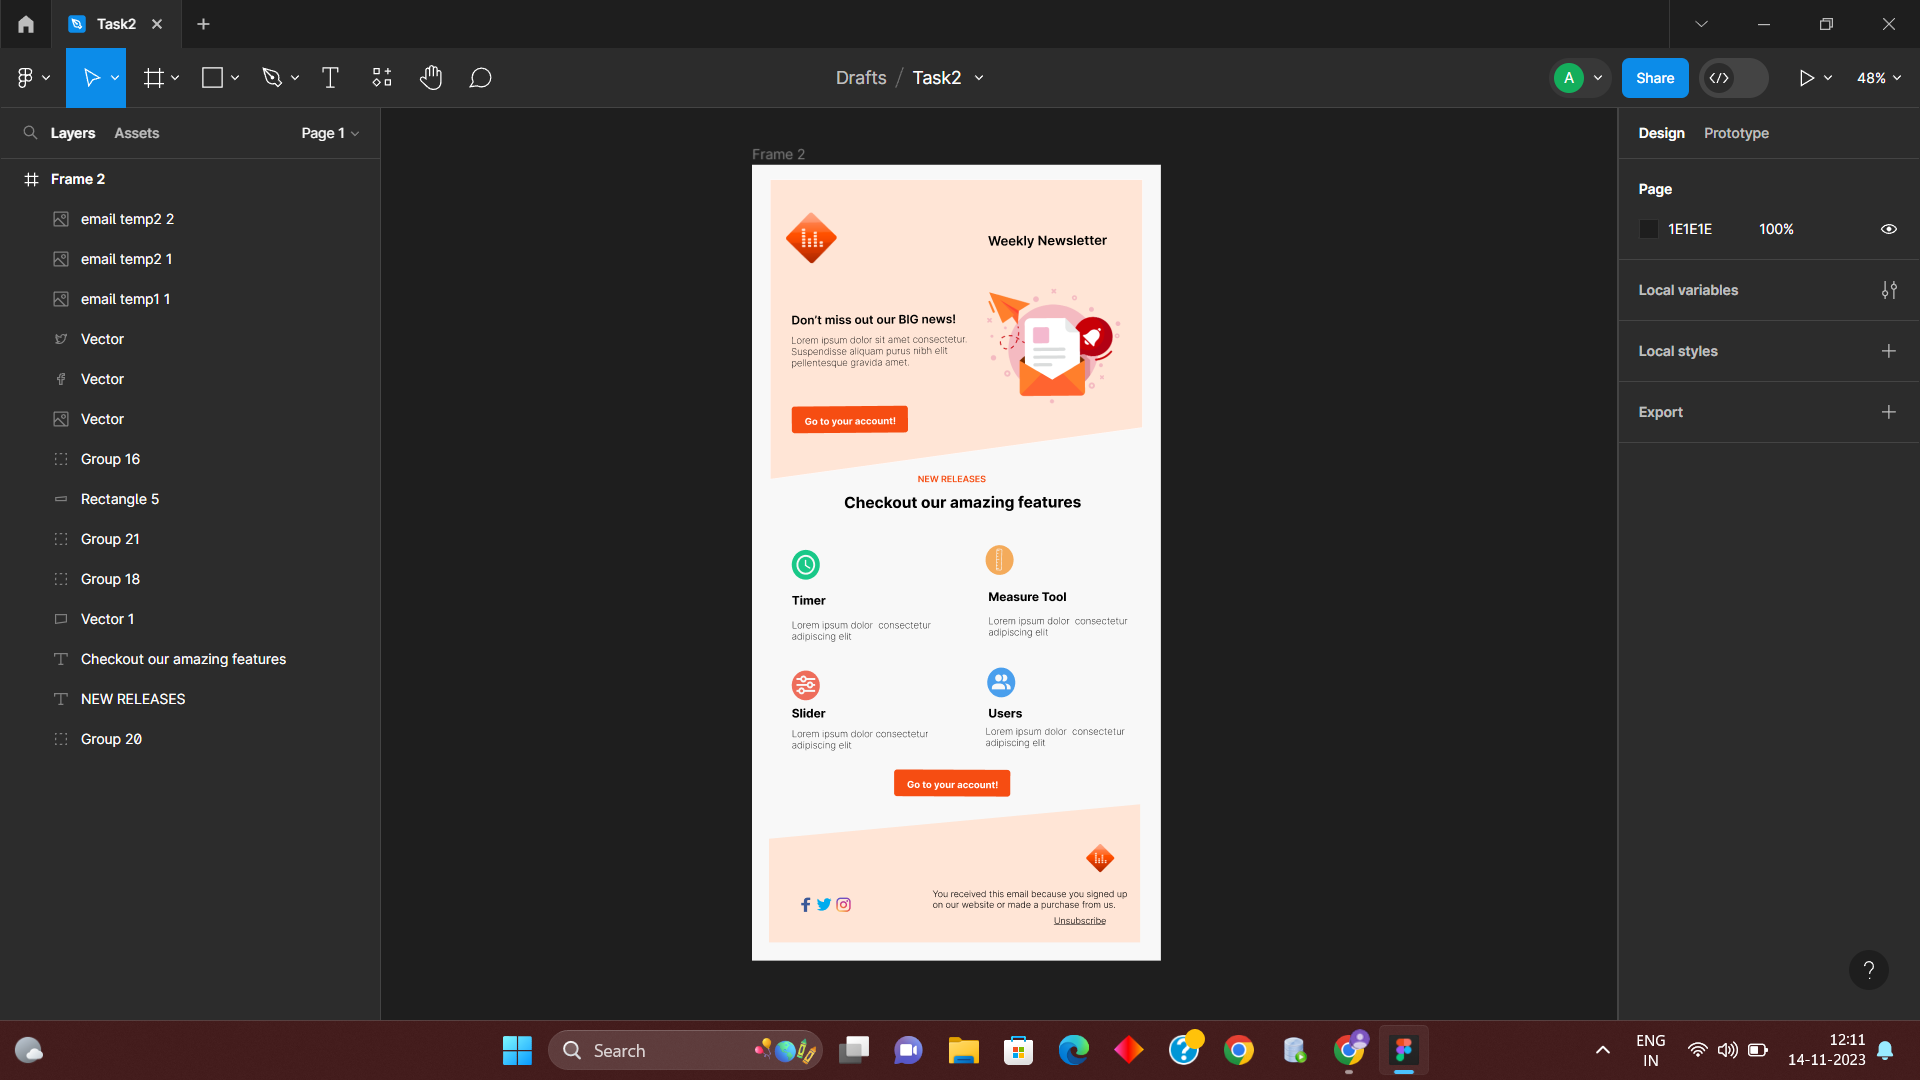 Task2
Drafts / Task2
A
Share
48%
Layers
Assets
Page 1
Frame 2
email temp2 2
email temp2 1
email temp1 1
Vector
Vector
Vector
Group 16
Rectangle 5
Group 21
Group 18
Vector 1
Checkout our amazing features
NEW RELEASES
Group 20
Frame 2
Weekly Newsletter
Don't miss out our BIG news!
Lorem ipsum dolor sit amet consectetur.
Suspendisse aliquam purus nibh elit
pellentesque gravida amet.
Go to your account!
NEW RELEASES
Checkout our amazing features
Timer
Lorem ipsum dolor  consectetur
adipiscing elit
Measure Tool
Lorem ipsum dolor  consectetur
adipiscing elit
Slider
Lorem ipsum dolor consectetur
adipiscing elit
Users
Lorem ipsum dolor  consectetur
adipiscing elit
Go to your account!
You received this email because you signed up
on our website or made a purchase from us.
Unsubscribe
Design
Prototype
Page
1E1E1E
100%
Local variables
Local styles
Export
?
Search
ENG
IN
12:11
14-11-2023